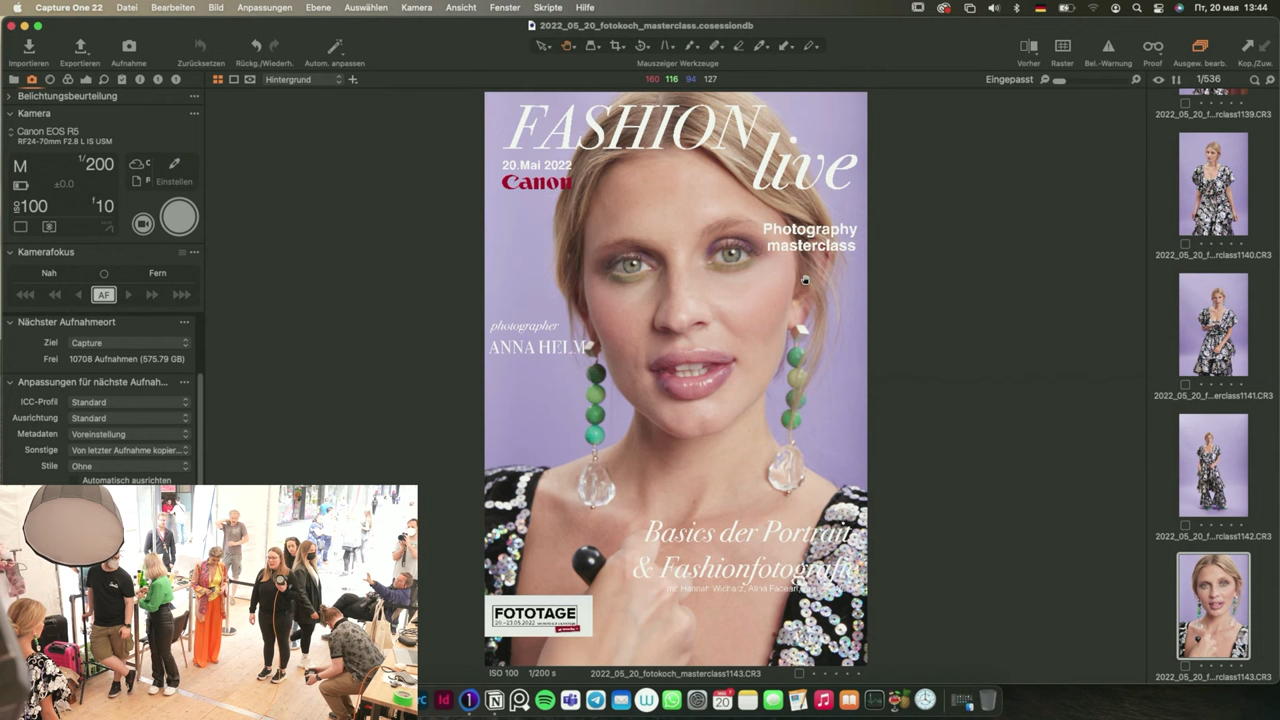 Capture One 22 Datei Bearbeiten Bilder Anpassungen Ebene Auswählen Kamera Ansicht Fenster Skripte Hilfe Пт, 20 мая 13:44
2022_05_20_fotokoch_masterclass.cosessiondb
Importieren Exportieren Aufnahme Zurücksetzen Rückg./Wiederh. Autom. anpassen Mauszeiger Werkzeuge Vorher Raster Bel.-Warnung Proof Ausgew. bearb. Kop./Zuw.
Hintergrund 160 116 94 127 Eingepasst 1/536
Belichtungsbeurteilung
Kamera
Canon EOS R5
RF24-70mm F2.8 L IS USM
M 1/200 C
±0.0 Einstellen
ISO 100 f10
Kamerafokus
Nah Fern
AF
Nächster Aufnahmeort
Ziel Capture
Frei 10708 Aufnahmen (575.79 GB)
Anpassungen für nächste Aufnah...
ICC-Profil Standard
Ausrichtung Standard
Metadaten Voreinstellung
Sonstige Von letzter Aufnahme kopier...
Stile Ohne
Automatisch ausrichten
FASHION
live
20.Mai 2022
Canon
Photography
masterclass
photographer
ANNA HELM
Basics der Portrait-
& Fashionfotografie
FOTOTAGE
ISO 100 1/200 s 2022_05_20_fotokoch_masterclass1143.CR3
2022_05_20_f...rclass1139.CR3
2022_05_20_f...rclass1140.CR3
2022_05_20_f...erclass1141.CR3
2022_05_20_f...rclass1142.CR3
2022_05_20_f...rclass1143.CR3